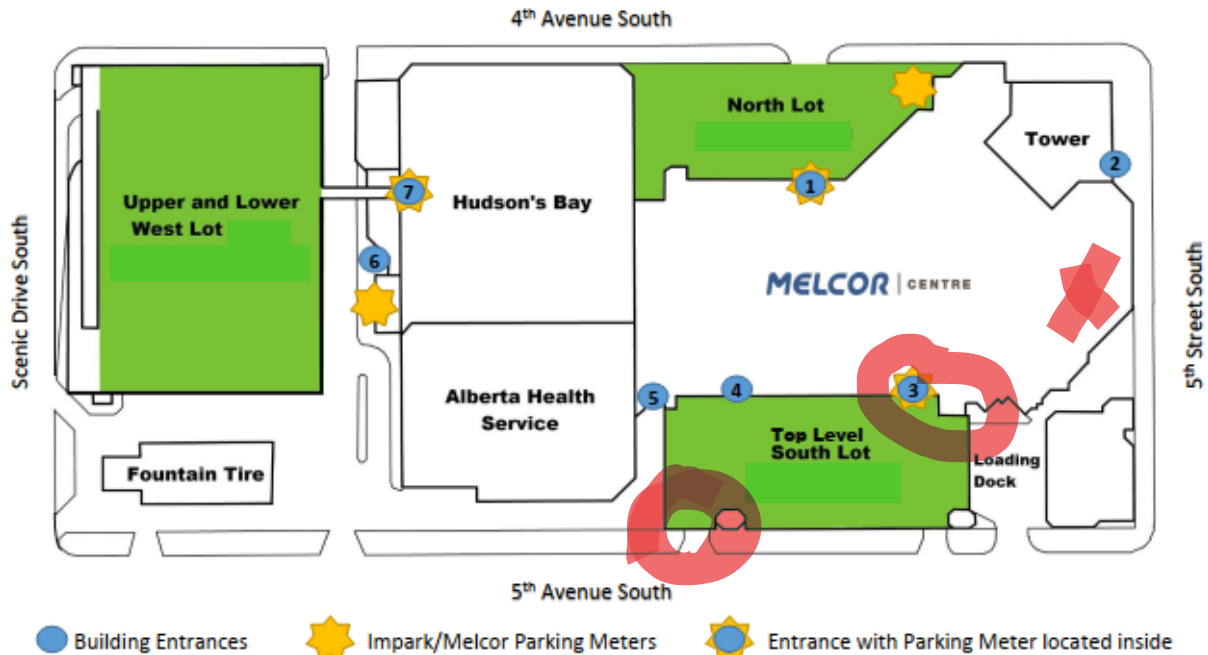 4th Avenue South
North Lot
Tower
2
1
7
Upper and Lower
West Lot
Hudson's Bay
6
MELCOR | CENTRE
Scenic Drive South
5th Street South
3
4
5
Alberta Health
Service
Top Level
South Lot
Loading
Dock
Fountain Tire
5th Avenue South
Building Entrances
Impark/Melcor Parking Meters
Entrance with Parking Meter located inside